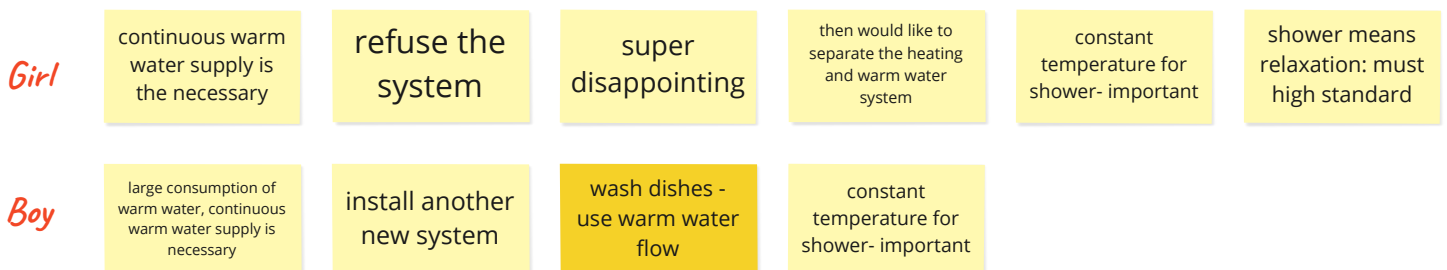 Girl
continuous warm
water supply is
the necessary
refuse the
system
super
disappointing
then would like to
separate the heating
and warm water
system
constant
temperature for
shower- important
shower means
relaxation: must
high standard
Boy
large consumption of
warm water, continuous
warm water supply is
necessary
install another
new system
wash dishes -
use warm water
flow
constant
temperature for
shower- important